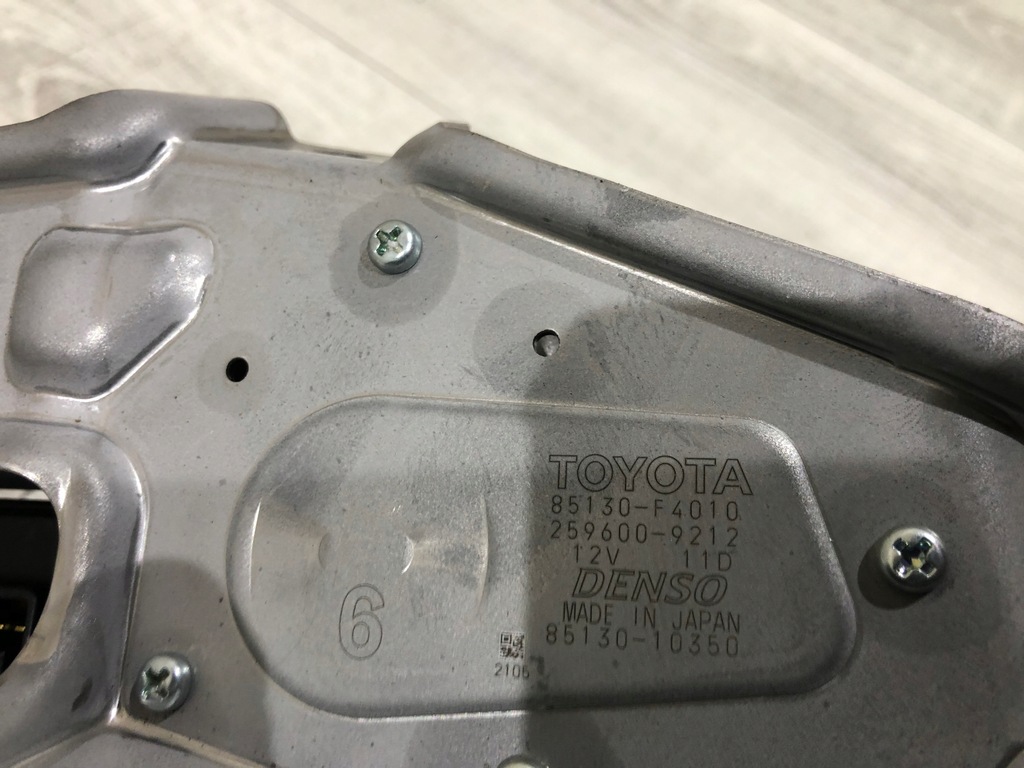 TOYOTA
85130-F4010
259600-9212
12V 11D
DENSO
MADE IN JAPAN
85130-10350
6
2106